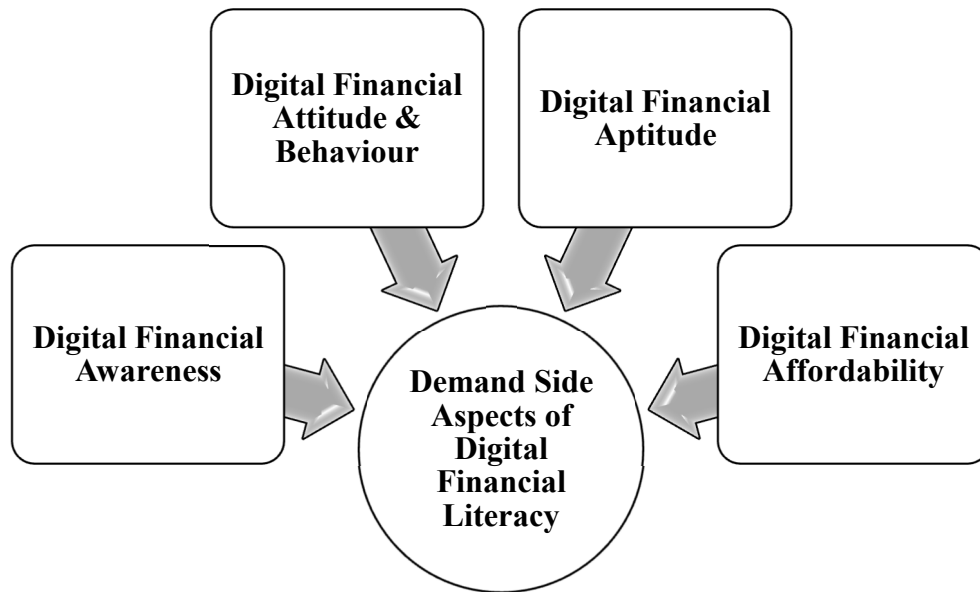 Digital Financial
Attitude &
Behaviour
Digital Financial
Aptitude
Digital Financial
Awareness
Digital Financial
Affordability
Demand Side
Aspects of
Digital
Financial
Literacy